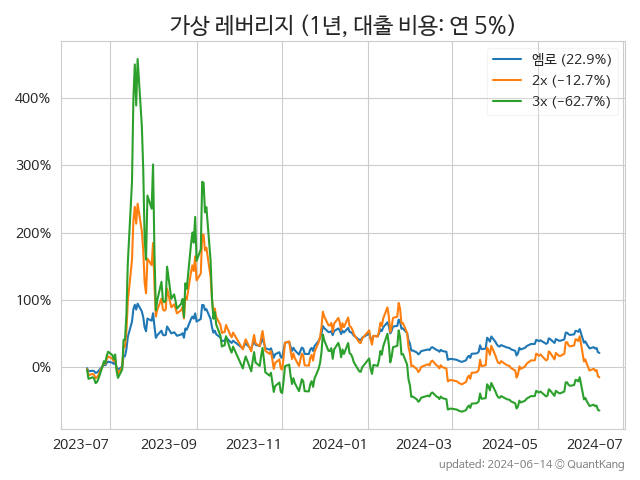 가상 레버리지 (1년, 대출 비용: 연 5%)
엠로 (22.9%)
2x (−12.7%)
3x (−62.7%)
400%
300%
200%
100%
0%
2023−07 2023−09 2023−11 2024−01 2024−03 2024−05 2024−07
updated: 2024−06−14 © QuantKang